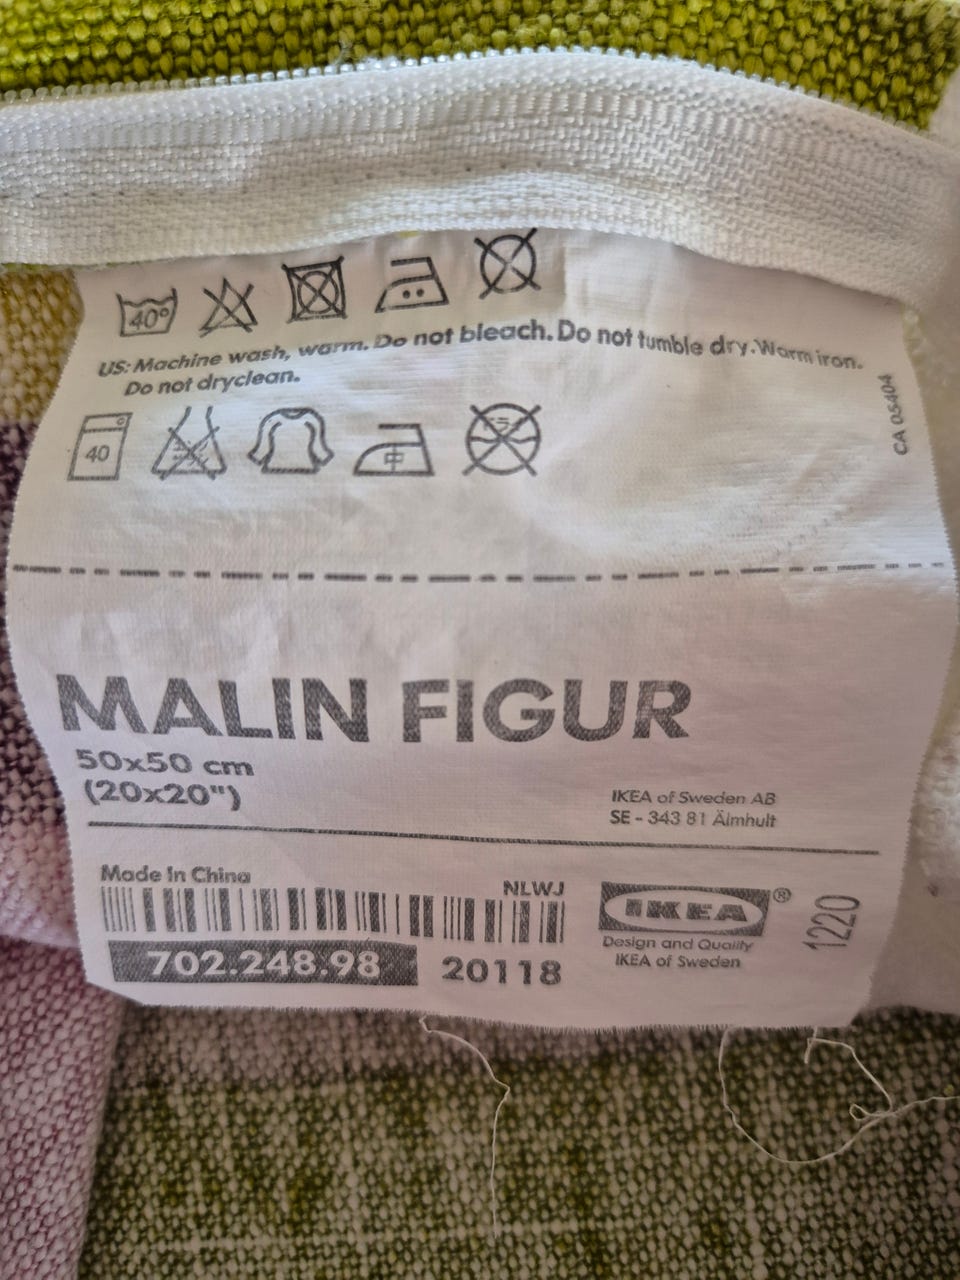 40°
US: Machine wash, warm. Do not bleach. Do not tumble dry. Warm iron.
Do not dryclean.
40
中
CA 05404
MALIN FIGUR
50x50 cm
(20x20")
IKEA of Sweden AB
SE - 343 81 Älmhult
Made in China
NLWJ
702.248.98
20118
IKEA®
Design and Quality
IKEA of Sweden
1220